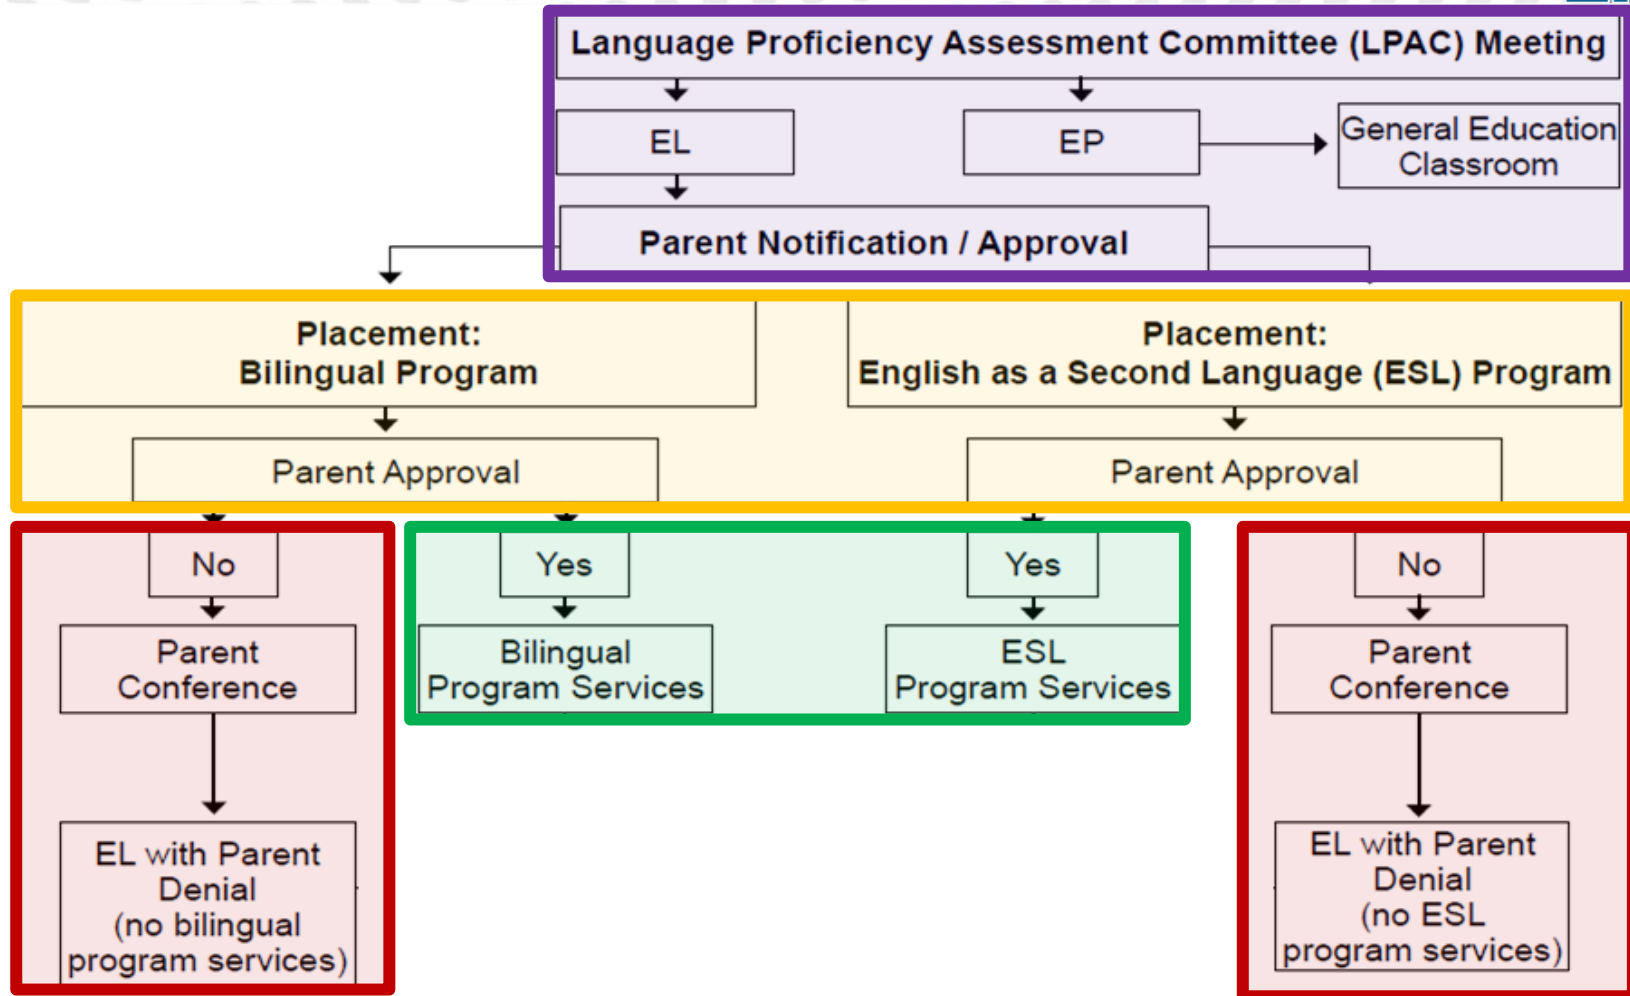 Language Proficiency Assessment Committee (LPAC) Meeting
EL
EP
General Education
Classroom
Parent Notification / Approval
Placement:
Bilingual Program
Placement:
English as a Second Language (ESL) Program
Parent Approval
Parent Approval
No
Yes
Yes
No
Parent
Conference
Bilingual
Program Services
ESL
Program Services
Parent
Conference
EL with Parent
Denial
(no bilingual
program services)
EL with Parent
Denial
(no ESL
program services)